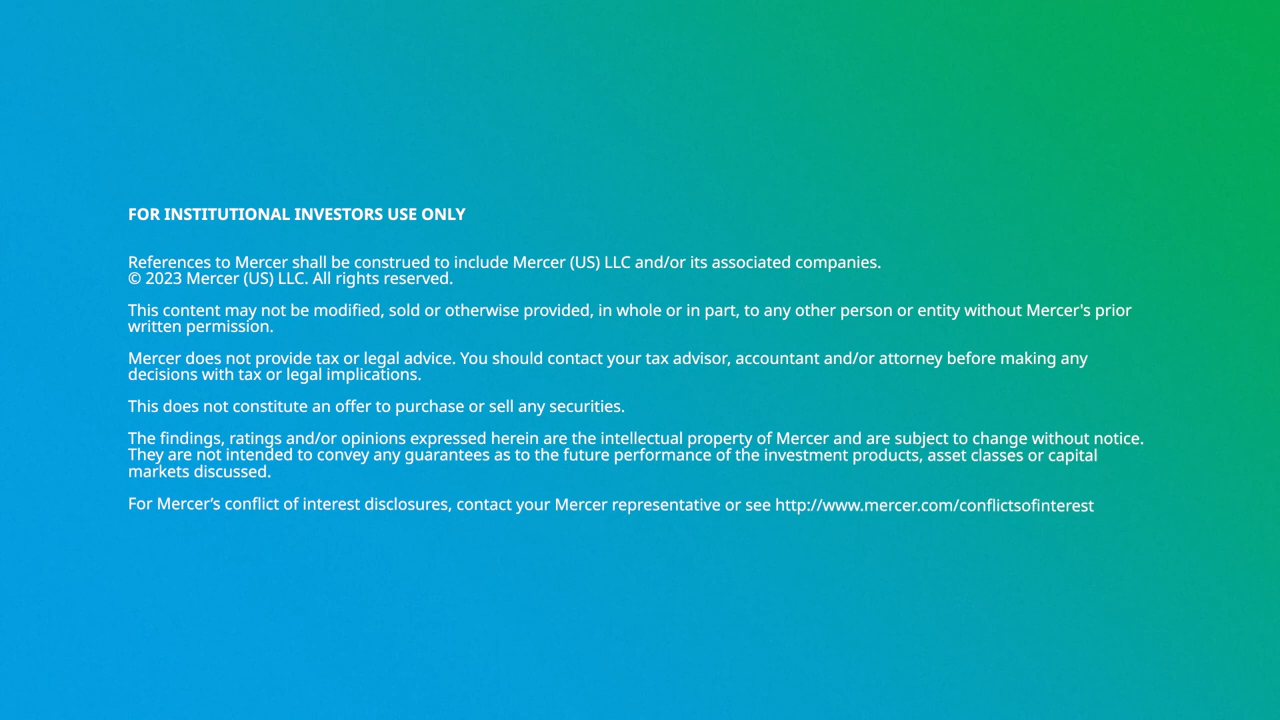 FOR INSTITUTIONAL INVESTORS USE ONLY
References to Mercer shall be construed to include Mercer (US) LLC and/or its associated companies.
© 2023 Mercer (US) LLC. All rights reserved.
This content may not be modified, sold or otherwise provided, in whole or in part, to any other person or entity without Mercer's prior
written permission.
Mercer does not provide tax or legal advice. You should contact your tax advisor, accountant and/or attorney before making any
decisions with tax or legal implications.
This does not constitute an offer to purchase or sell any securities.
The findings, ratings and/or opinions expressed herein are the intellectual property of Mercer and are subject to change without notice.
They are not intended to convey any guarantees as to the future performance of the investment products, asset classes or capital
markets discussed.
For Mercer’s conflict of interest disclosures, contact your Mercer representative or see http://www.mercer.com/conflictsofinterest